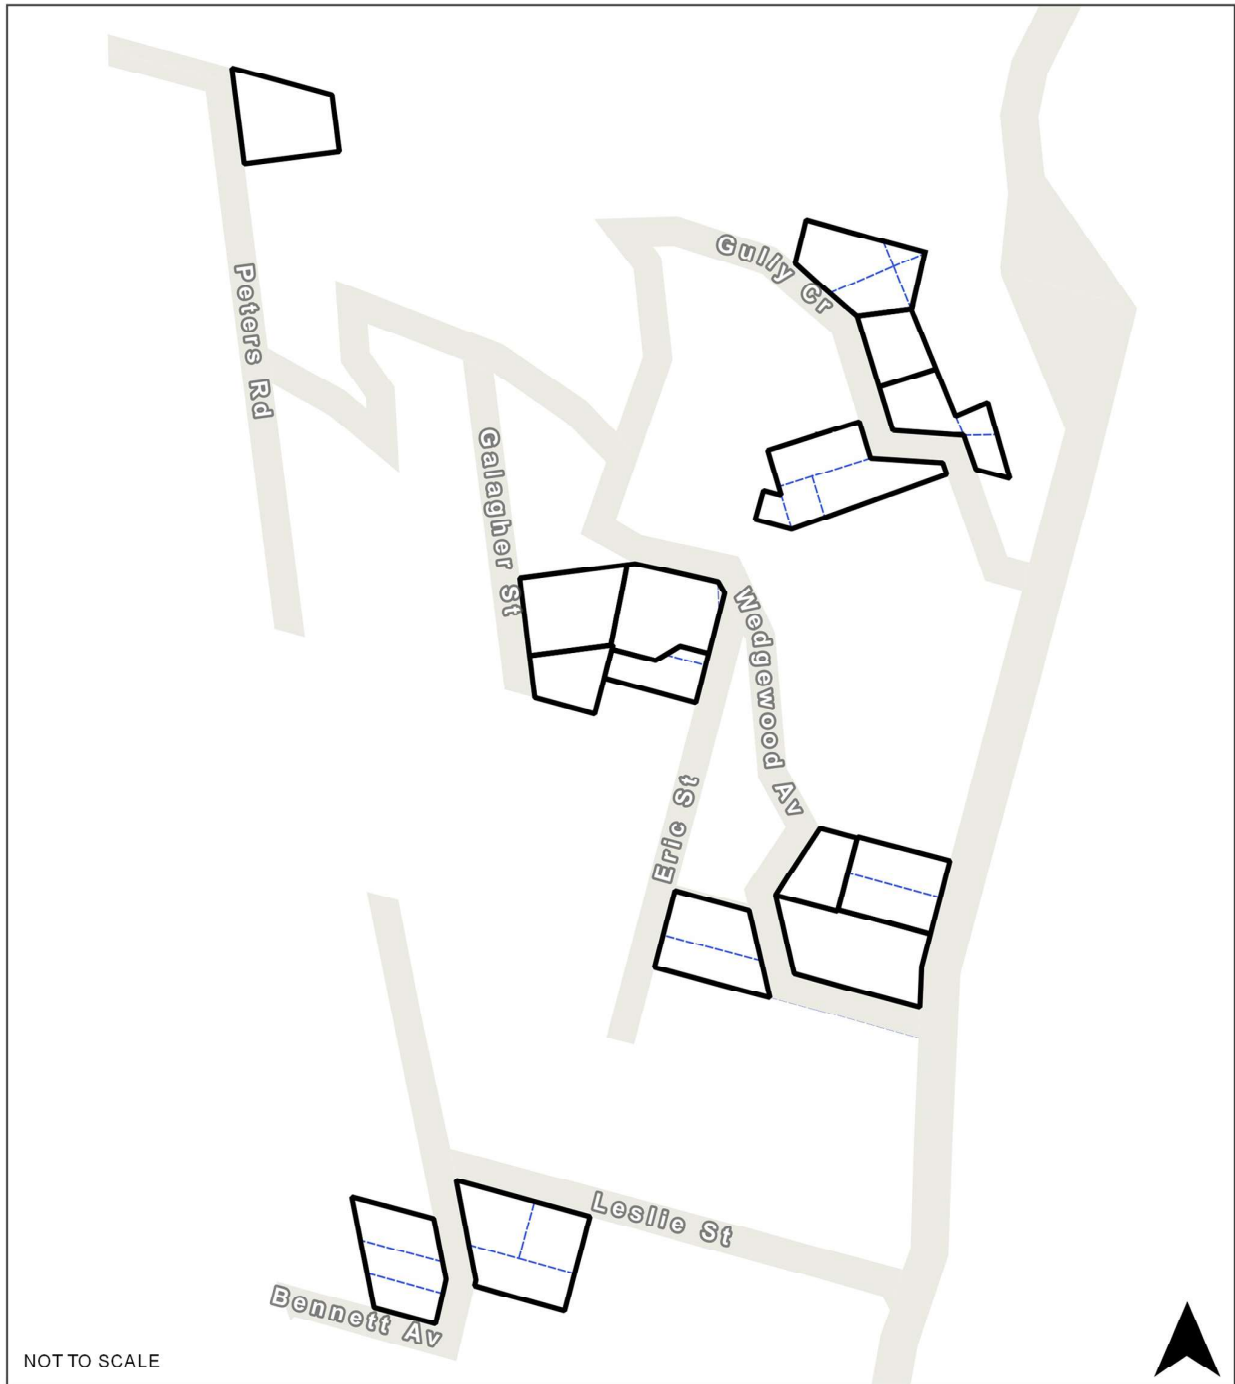 Gully Cr
Peters Rd
Galagher St
Wedgewood Av
Eric St
Leslie St
Bennett Av
NOT TO SCALE